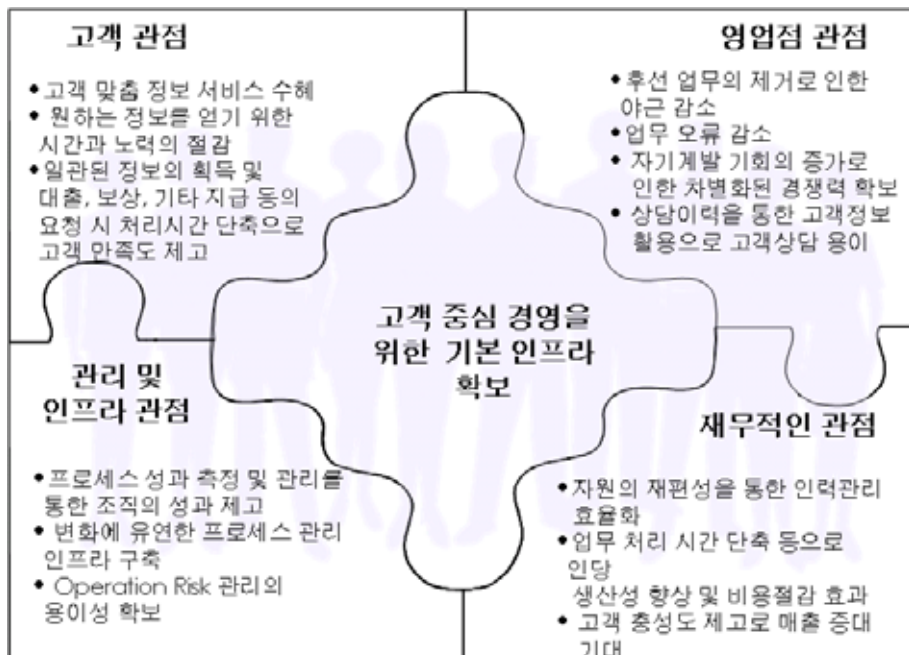 고객 관점
• 고객 맞춤 정보 서비스 수혜
• 원하는 정보를 얻기 위한
시간과 노력의 절감
• 일관된 정보의 획득 및
대출, 보상, 기타 지급 등의
요청 시 처리시간 단축으로
고객 만족도 제고
영업점 관점
• 후선 업무의 제거로 인한
야근 감소
• 업무 오류 감소
• 자기계발 기회의 증가로
인한 차별화된 경쟁력 확보
• 상담이력을 통한 고객정보
활용으로 고객상담 용이
고객 중심 경영을
위한 기본 인프라
확보
관리 및
인프라 관점
• 프로세스 성과 측정 및 관리를
통한 조직의 성과 제고
• 변화에 유연한 프로세스 관리
인프라 구축
• Operation Risk 관리의
용이성 확보
재무적인 관점
• 자원의 재편성을 통한 인력관리
효율화
• 업무 처리 시간 단축 등으로
인당
생산성 향상 및 비용절감 효과
• 고객 충성도 제고로 매출 증대
기대